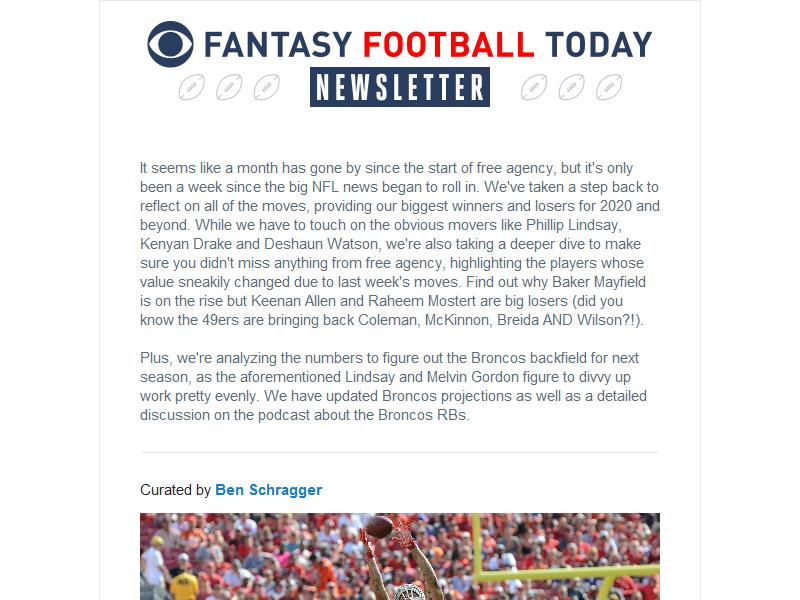 FANTASY FOOTBALL TODAY
NEWSLETTER
It seems like a month has gone by since the start of free agency, but it's only
been a week since the big NFL news began to roll in. We've taken a step back to
reflect on all of the moves, providing our biggest winners and losers for 2020 and
beyond. While we have to touch on the obvious movers like Phillip Lindsay,
Kenyan Drake and Deshaun Watson, we're also taking a deeper dive to make
sure you didn't miss anything from free agency, highlighting the players whose
value sneakily changed due to last week's moves. Find out why Baker Mayfield
is on the rise but Keenan Allen and Raheem Mostert are big losers (did you
know the 49ers are bringing back Coleman, McKinnon, Breida AND Wilson?!).
Plus, we're analyzing the numbers to figure out the Broncos backfield for next
season, as the aforementioned Lindsay and Melvin Gordon figure to divvy up
work pretty evenly. We have updated Broncos projections as well as a detailed
discussion on the podcast about the Broncos RBs.
Curated by Ben Schragger